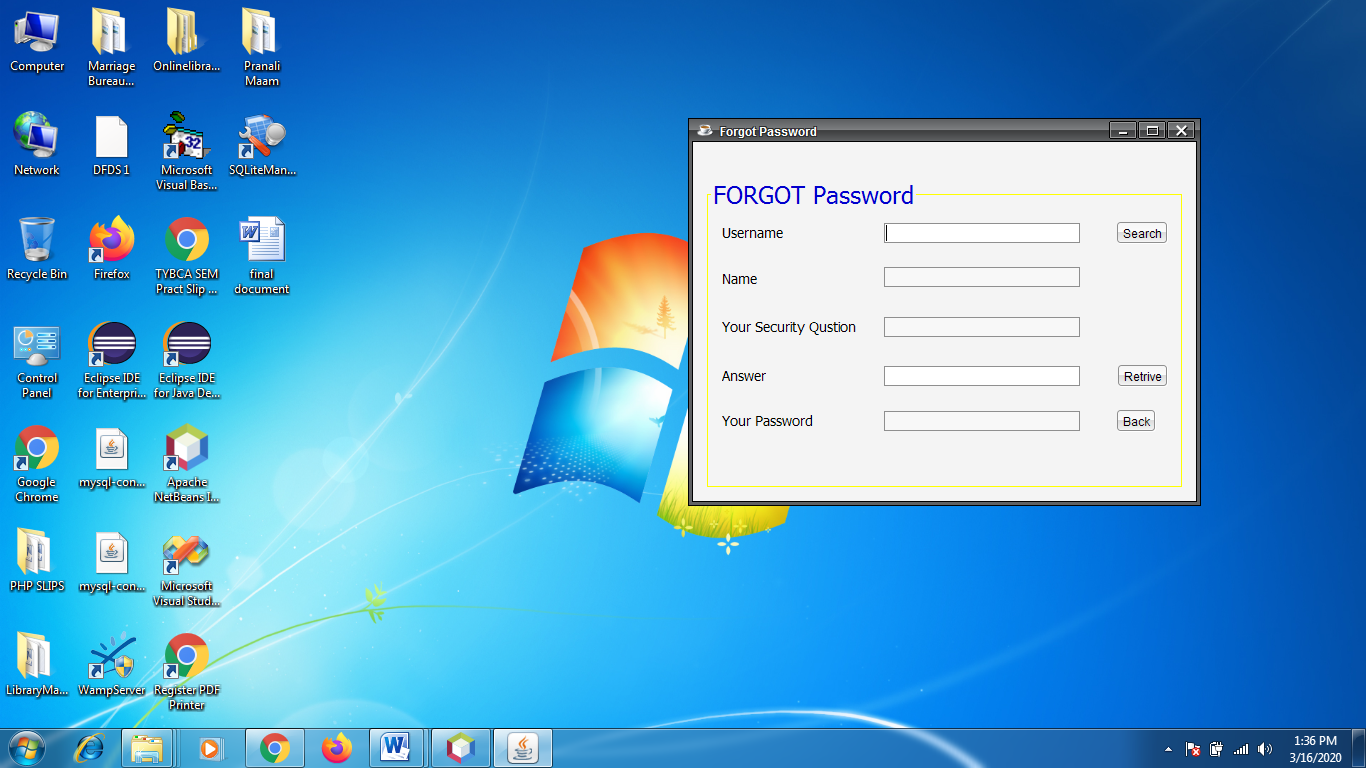 Computer
Marriage
Bureau...
Onlinelibra...
Pranali
Maam
Network
DFDS 1
Microsoft
Visual Bas...
SQLiteMan...
Recycle Bin
Firefox
TYBCA SEM
Pract Slip ...
final
document
Control
Panel
Eclipse IDE
for Enterpri...
Eclipse IDE
for Java De...
Google
Chrome
mysql-con...
Apache
NetBeans I...
PHP SLIPS
mysql-con...
Microsoft
Visual Stud...
LibraryMa...
WampServer
Register PDF
Printer
Forgot Password
FORGOT Password
Username
Search
Name
Your Security Qustion
Answer
Retrive
Your Password
Back
32
1:36 PM
3/16/2020